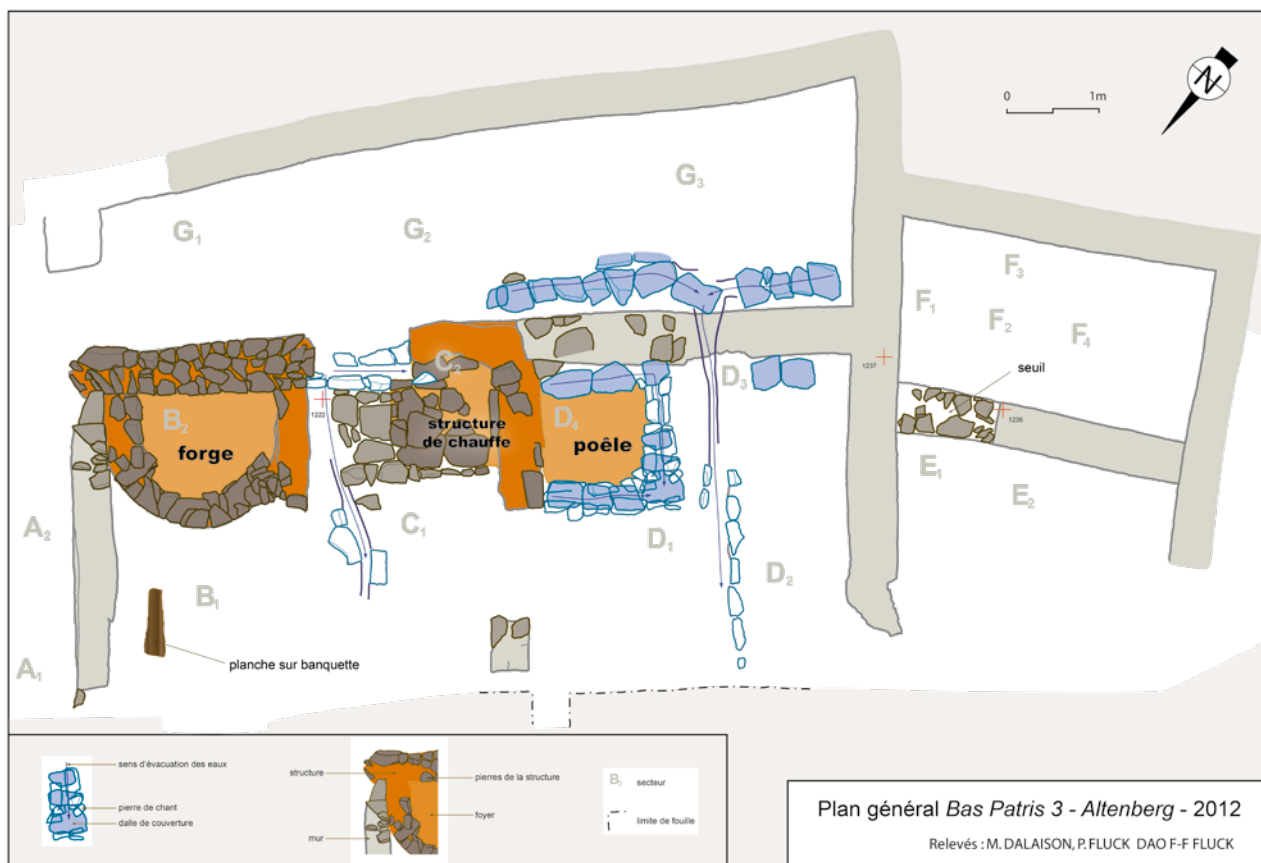 N
0 1m
G3
G1
G2
F3
F1
F2
F4
seuil
1237
1236
C2
D3
1222
B2
forge
structure
de chauffe
D4
poêle
E1
E2
A2
C1
D1
D2
B1
planche sur banquette
A1
sens d'évacuation des eaux
pierre de chant
dalle de couverture
structure
mur
pierres de la structure
foyer
B2 secteur
limite de fouille
Plan général Bas Patris 3 - Altenberg - 2012
Relevés : M. DALAISON, P. FLUCK DAO F-F FLUCK